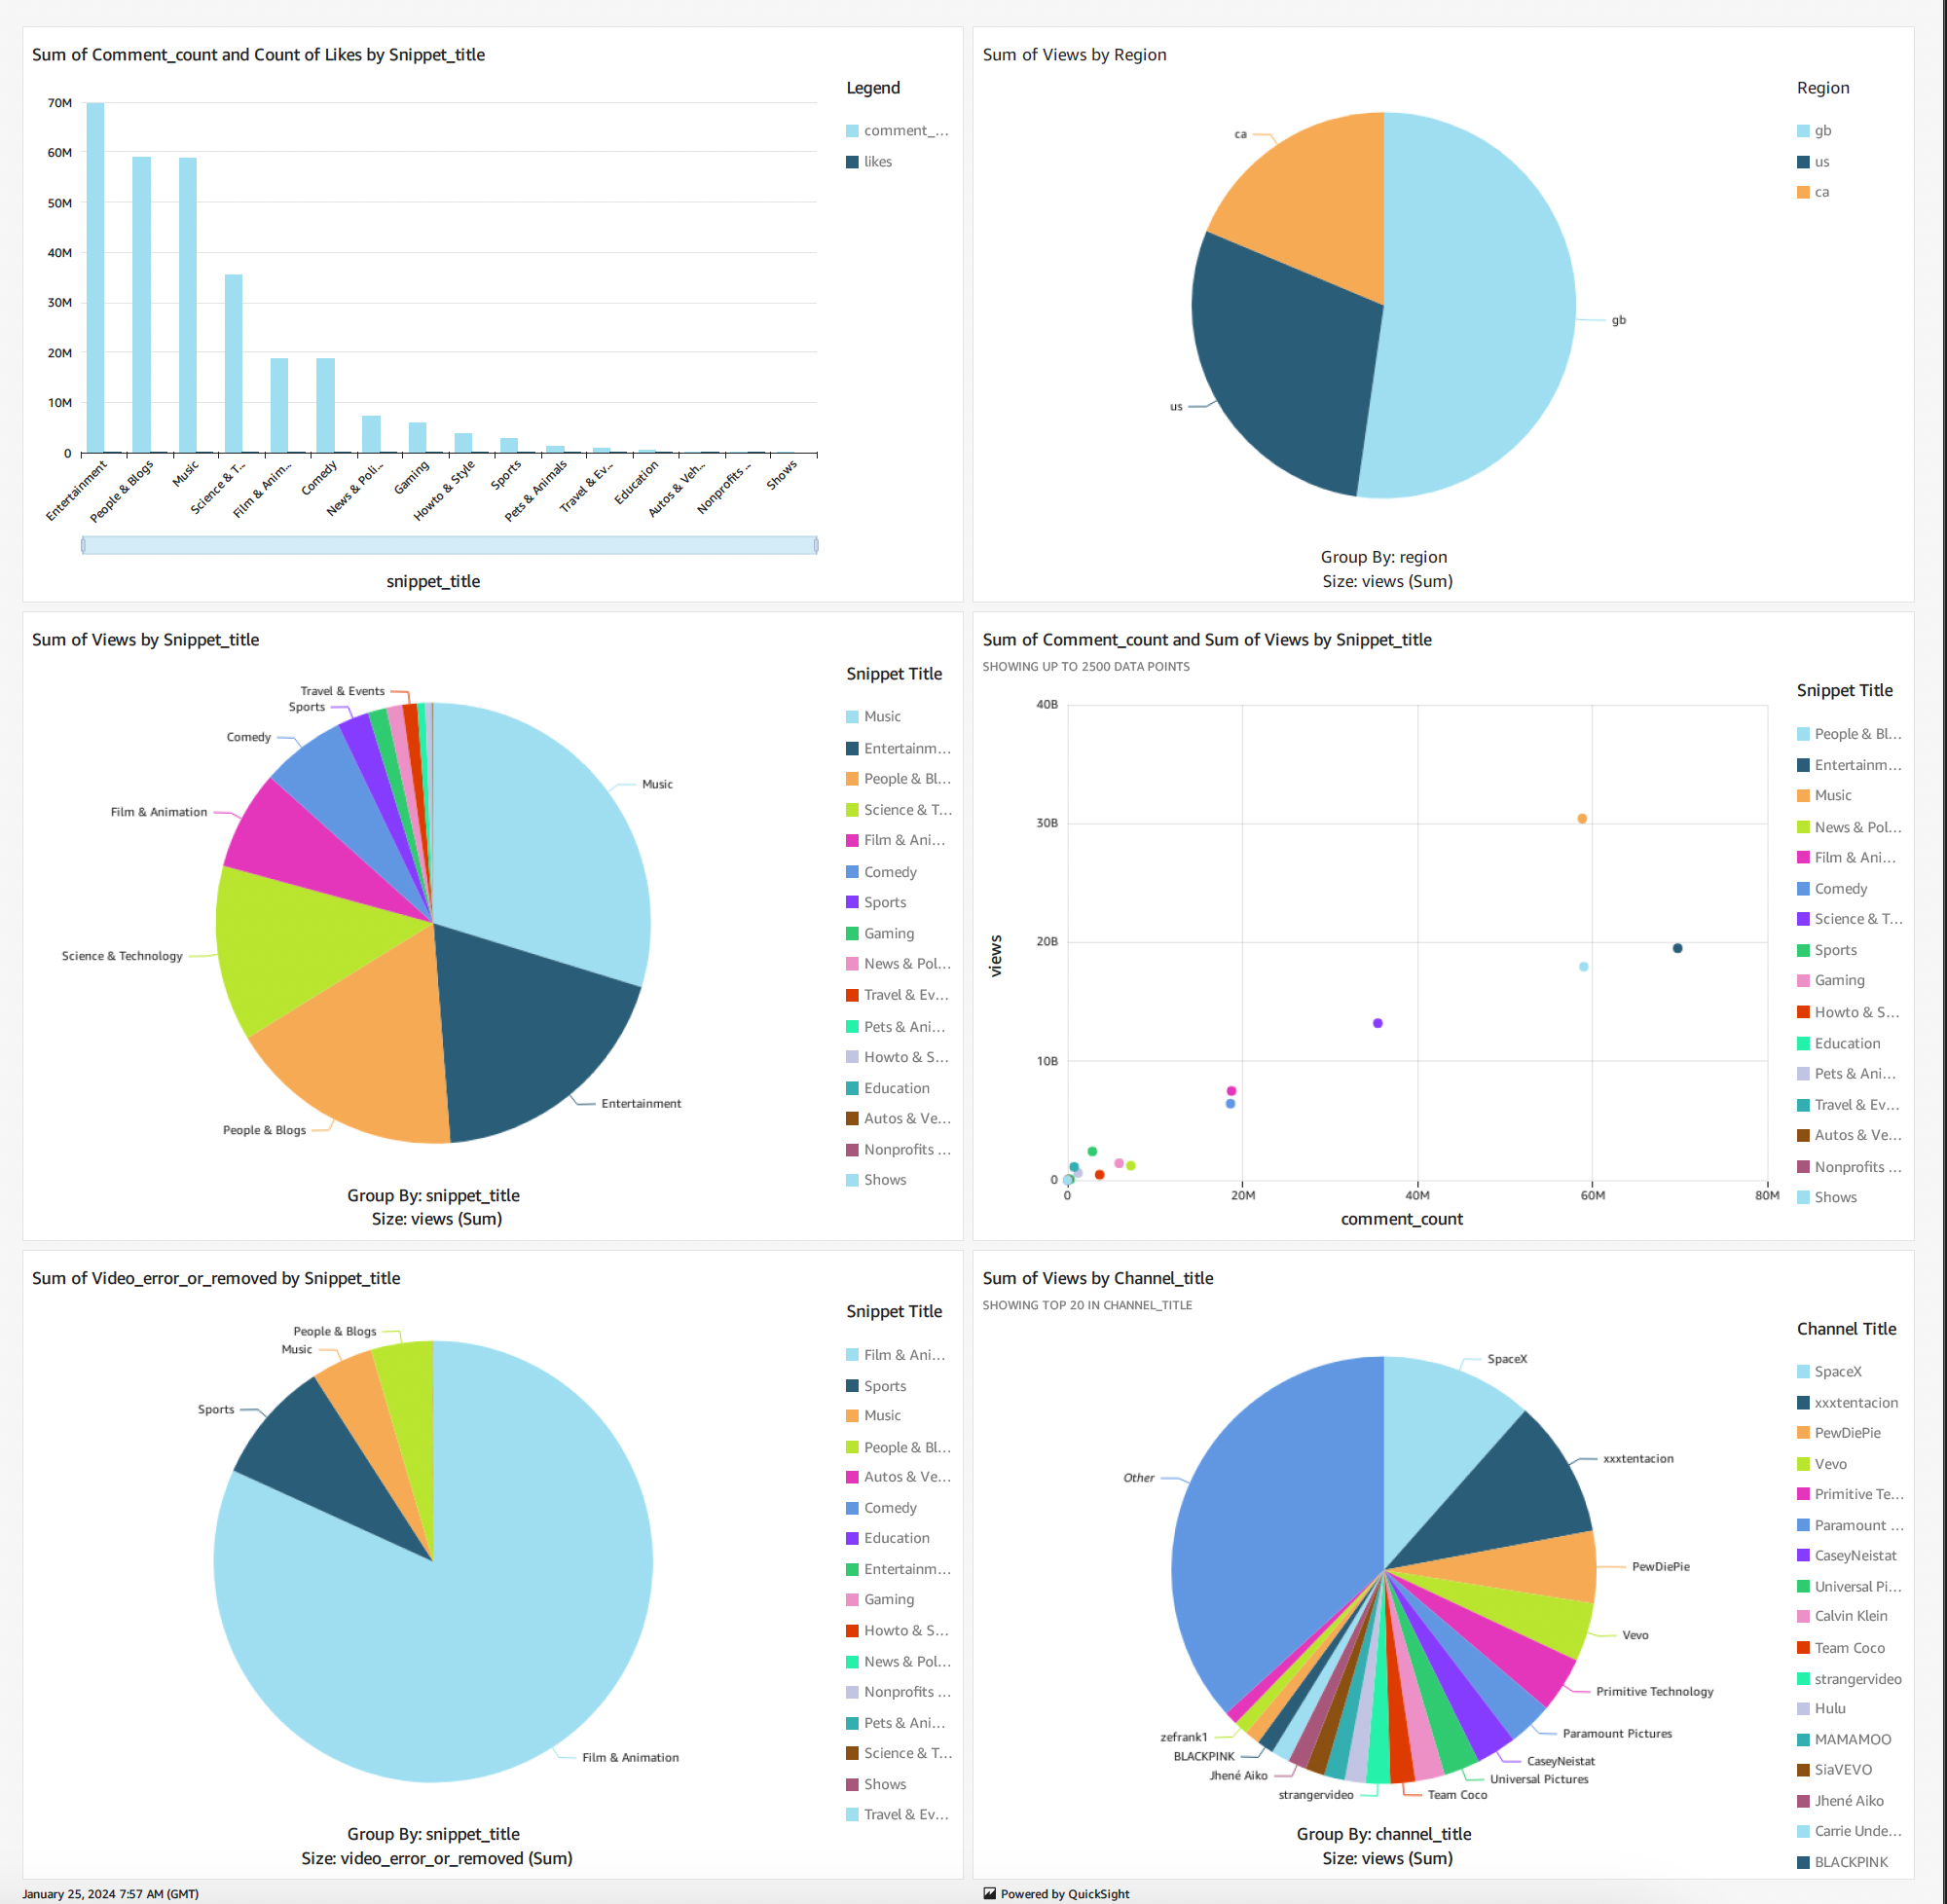 Sum of Comment_count and Count of Likes by Snippet_title
Legend
comment_...
likes
70M
60M
50M
40M
30M
20M
10M
0
Entertainment
People & Blogs
Music
Science & T...
Film & Anim...
Comedy
News & Poli...
Gaming
Howto & Style
Sports
Pets & Animals
Travel & Ev...
Education
Autos & Veh...
Nonprofits ...
Shows
snippet_title
Sum of Views by Region
Region
gb
us
ca
ca
gb
us
Group By: region
Size: views (Sum)
Sum of Views by Snippet_title
Snippet Title
Music
Entertainm...
People & Bl...
Science & T...
Film & Ani...
Comedy
Sports
Gaming
News & Pol...
Travel & Ev...
Pets & Ani...
Howto & S...
Education
Autos & Ve...
Nonprofits ...
Shows
Travel & Events
Sports
Comedy
Music
Film & Animation
Science & Technology
Entertainment
People & Blogs
Group By: snippet_title
Size: views (Sum)
Sum of Comment_count and Sum of Views by Snippet_title
SHOWING UP TO 2500 DATA POINTS
Snippet Title
People & Bl...
Entertainm...
Music
News & Pol...
Film & Ani...
Comedy
Science & T...
Sports
Gaming
Howto & S...
Education
Pets & Ani...
Travel & Ev...
Autos & Ve...
Nonprofits ...
Shows
40B
30B
20B
10B
0
views
0
20M
40M
60M
80M
comment_count
Sum of Video_error_or_removed by Snippet_title
Snippet Title
Film & Ani...
Sports
Music
People & Bl...
Autos & Ve...
Comedy
Education
Entertainm...
Gaming
Howto & S...
News & Pol...
Nonprofits ...
Pets & Ani...
Science & T...
Shows
Travel & Ev...
People & Blogs
Music
Sports
Film & Animation
Group By: snippet_title
Size: video_error_or_removed (Sum)
Sum of Views by Channel_title
SHOWING TOP 20 IN CHANNEL_TITLE
Channel Title
SpaceX
xxxtentacion
PewDiePie
Vevo
Primitive Te...
Paramount ...
CaseyNeistat
Universal Pi...
Calvin Klein
Team Coco
strangervideo
Hulu
MAMAMOO
SiaVEVO
Jhené Aiko
Carrie Unde...
BLACKPINK
SpaceX
xxxtentacion
Other
PewDiePie
Vevo
Primitive Technology
Paramount Pictures
zefrank1
BLACKPINK
CaseyNeistat
Jhené Aiko
Universal Pictures
strangervideo
Team Coco
Group By: channel_title
Size: views (Sum)
January 25, 2024 7:57 AM (GMT)
Powered by QuickSight